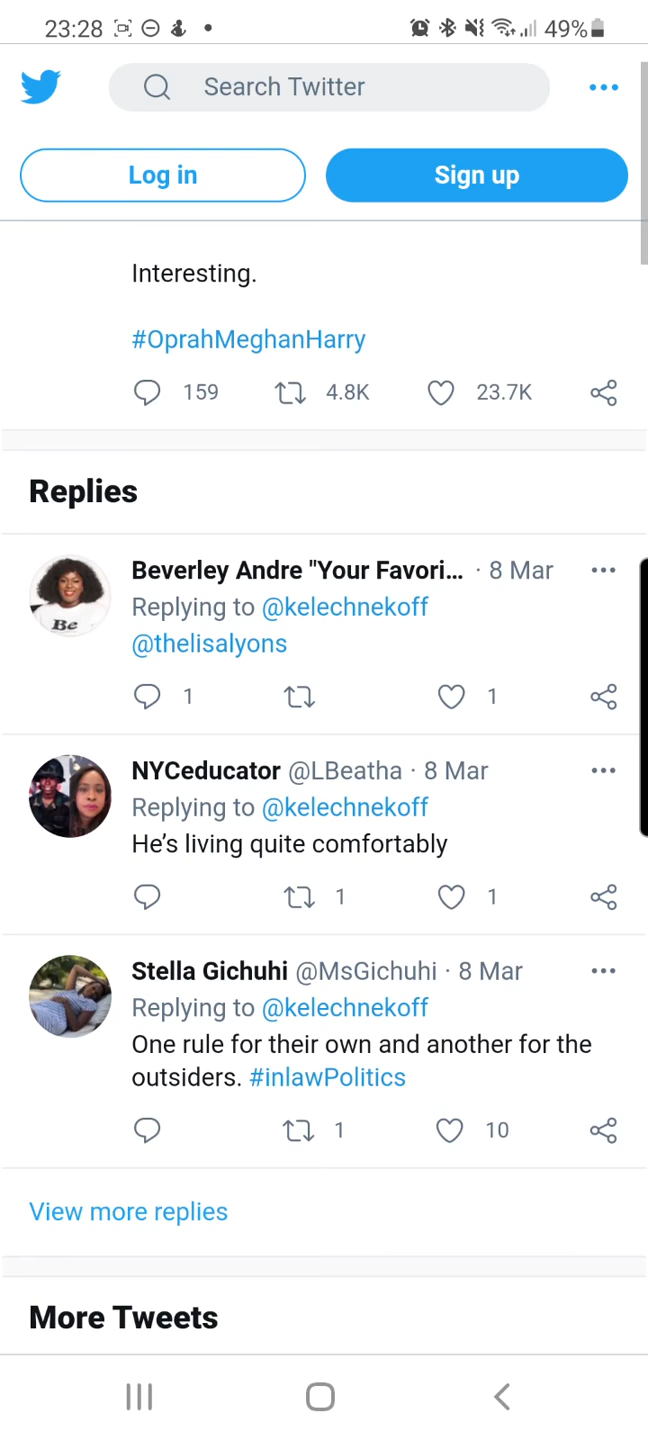 23:28 49%
Search Twitter
Log in Sign up
Interesting.
#OprahMeghanHarry
159 4.8K 23.7K
Replies
Beverley Andre "Your Favori... · 8 Mar
Replying to @kelechnekoff
@thelisalyons
1 1
NYCeducator @LBeatha · 8 Mar
Replying to @kelechnekoff
He’s living quite comfortably
1 1
Stella Gichuhi @MsGichuhi · 8 Mar
Replying to @kelechnekoff
One rule for their own and another for the
outsiders. #inlawPolitics
1 10
View more replies
More Tweets
Be